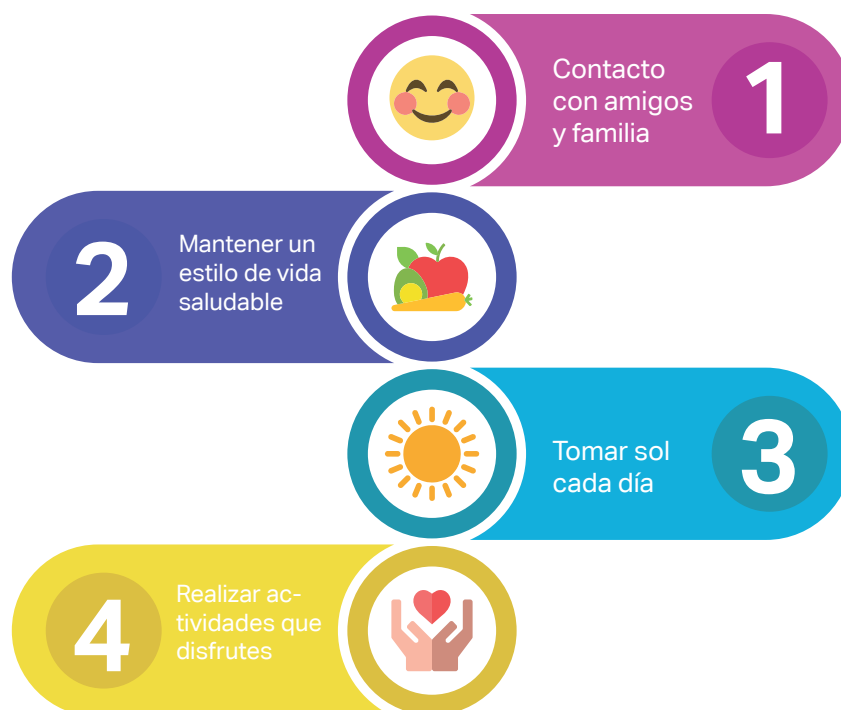 Contacto
con amigos
y familia
1
2
Mantener un
estilo de vida
saludable
Tomar sol
cada día
3
4
Realizar ac-
tividades que
disfrutes